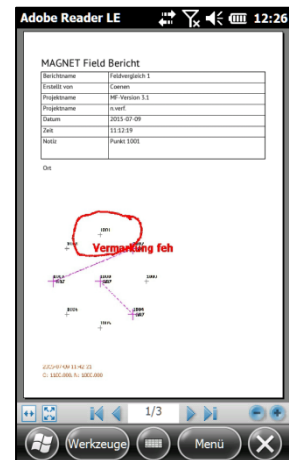 Adobe Reader LE 12:26
MAGNET Field Bericht
Berichtname Feldvergleich 1
Erstellt von Coenen
Projektname MF-Version 3.1
Projektname n.verf.
Datum 2015-07-09
Zeit 11:12:19
Notiz Punkt 1001
Ort
1001
Vermarkung feh
1/3
Werkzeuge Menü